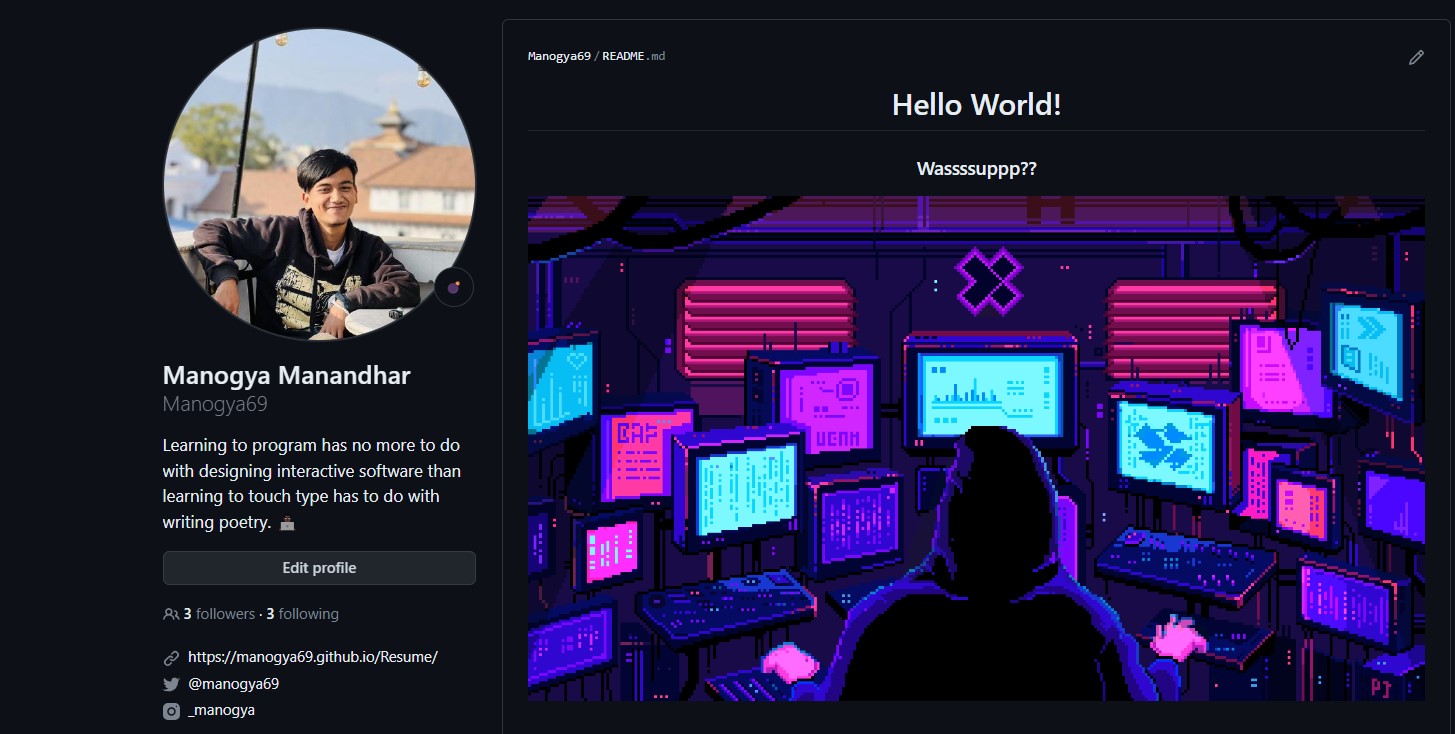 Manogya Manandhar
Manogya69
Learning to program has no more to do
with designing interactive software than
learning to touch type has to do with
writing poetry.
Edit profile
3 followers · 3 following
https://manogya69.github.io/Resume/
@manogya69
_manogya
Manogya69/README.md
Hello World!
Wassssuppp??